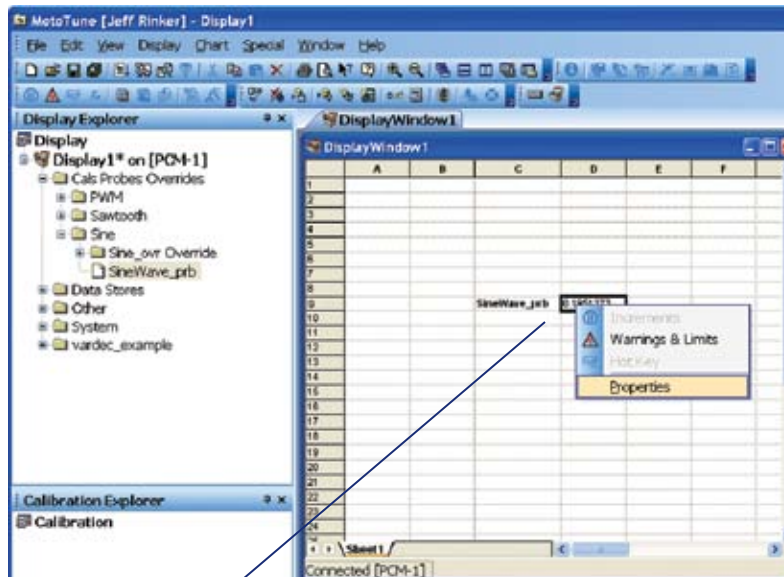 MotoTune [Jeff Rinker] - Display1
File Edit View Display Chart Special Window Help
Display Explorer
DisplayWindow1
Display
Display1* on [PCM-1]
Cals Probes Overrides
PWM
Sawtooth
Sine
Sine_ovr Override
SineWave_prb
Data Stores
Other
System
vardec_example
DisplayWindow1
A B C D E F
1
2
3
4
5
6
7
8
9 SineWave_prb
10
11
12
13
14
15
16
17
18
19
20
21
22
23
24
Increments
Warnings & Limits
Hot Key
Properties
Calibration Explorer
Calibration
Sheet1
Connected [PCM-1]